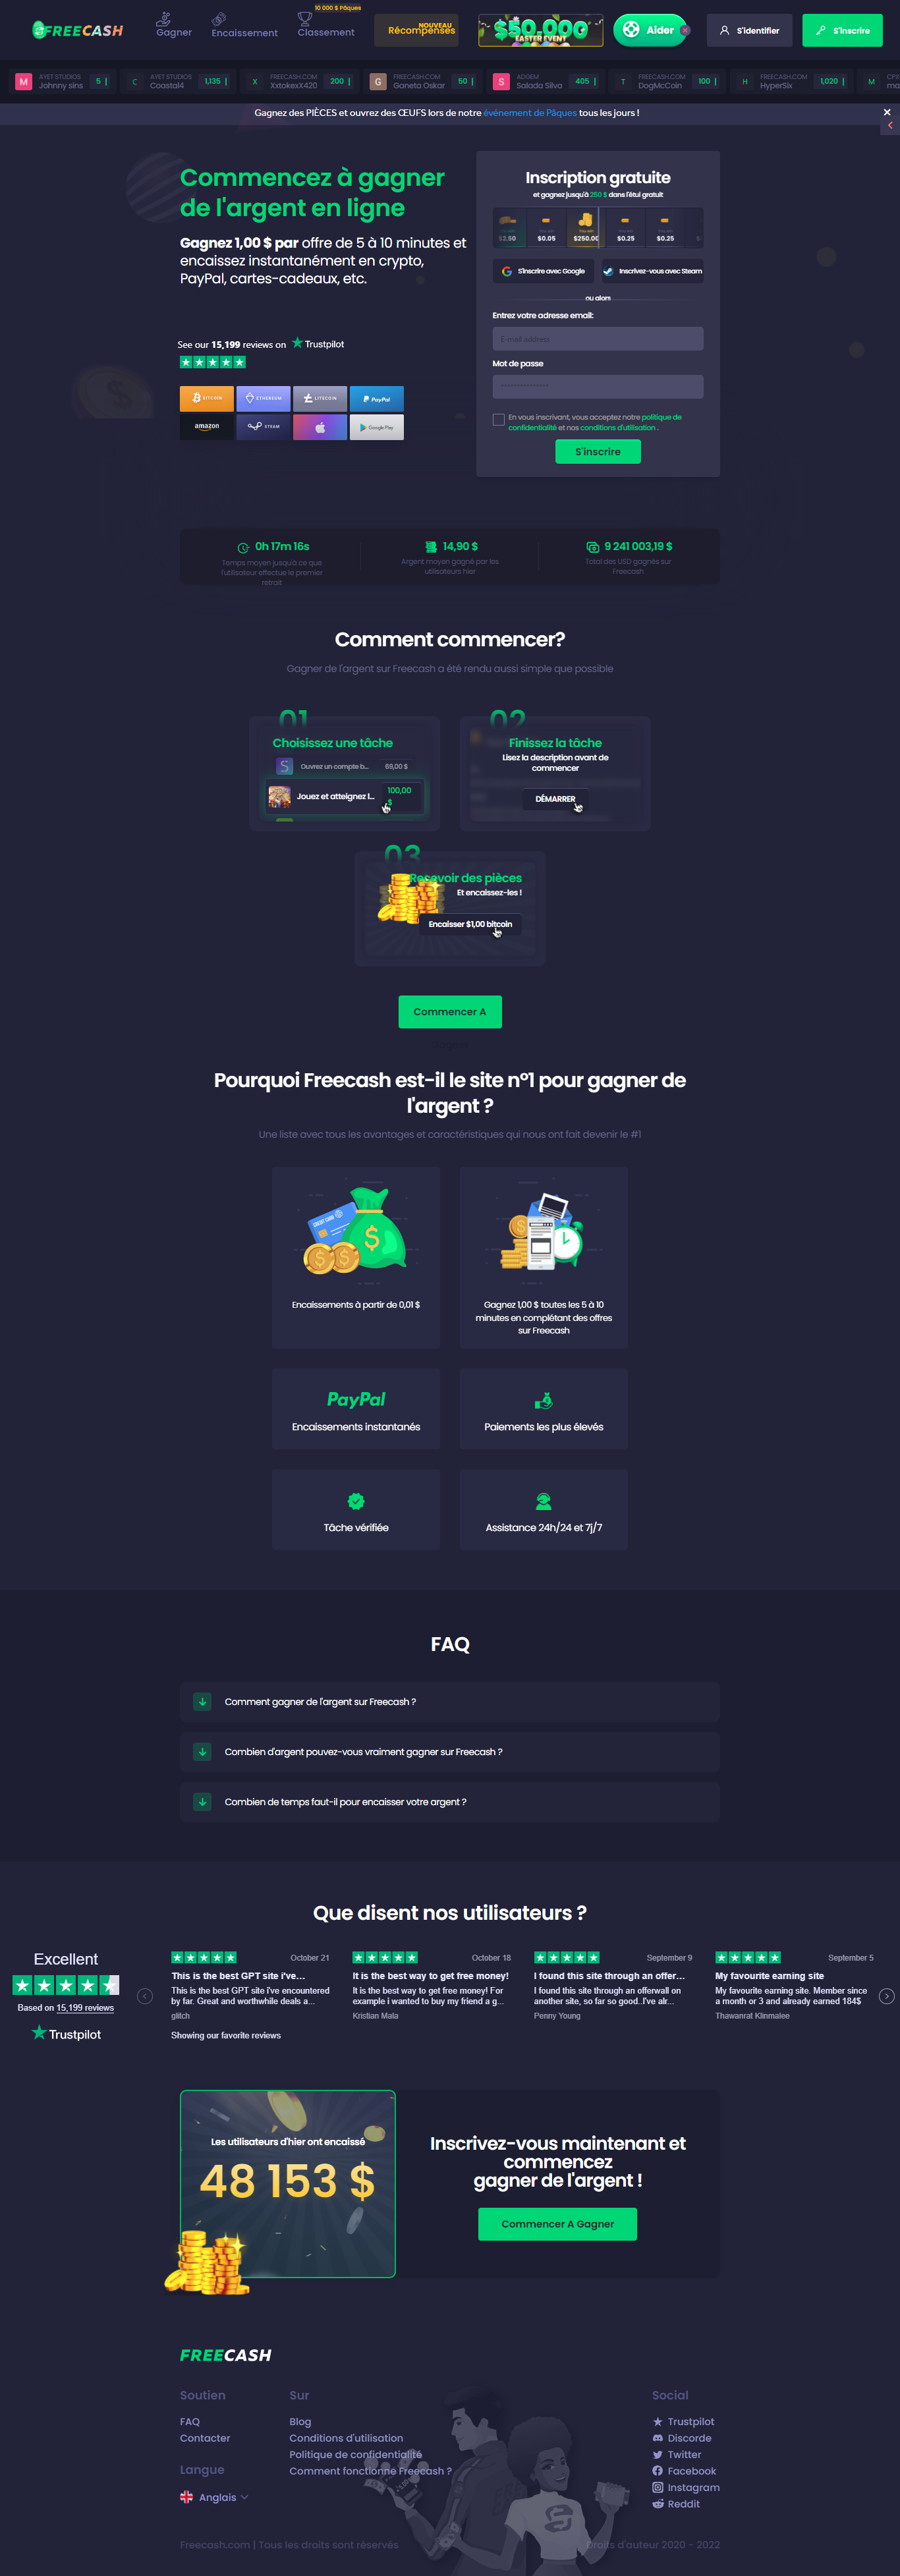 FREECASH
Gagner
Encaissement
10 000 $ Pâques
Classement
NOUVEAU
Récompenses
$50,000
EASTER EVENT
Aider
S'identifier
S'inscrire
M
AYET STUDIOS
Johnny sins
5
C
AYET STUDIOS
Coastal4
1,135
X
FREECASH.COM
XxtokexX420
200
G
FREECASH.COM
Ganeta Oskar
50
S
ADGEM
Salada Silva
405
T
FREECASH.COM
DogMcCain
100
H
FREECASH.COM
HyperSix
1,020
M
CPX
Gagnez des PIÈCES et ouvrez des ŒUFS lors de notre événement de Pâques tous les jours !
Commencez à gagner
de l'argent en ligne
Gagnez 1,00 $ par offre de 5 à 10 minutes et
encaissez instantanément en crypto,
PayPal, cartes-cadeaux, etc.
See our 15,199 reviews on Trustpilot
BITCOIN
ETHEREUM
LITECOIN
PayPal
amazon
STEAM
Google Play
Inscription gratuite
et gagnez jusqu'à 250 $ dans l'étui gratuit
$2.50
$0.05
$250.00
$0.25
$0.25
S'inscrire avec Google
Inscrivez-vous avec Steam
ou alors
Entrez votre adresse email:
E-mail address
Mot de passe
En vous inscrivant, vous acceptez notre politique de
confidentialité et nos conditions d'utilisation .
S'inscrire
0h 17m 16s
Temps moyen jusqu'à ce que
l'utilisateur effectue le premier
retrait
14,90 $
Argent moyen gagné par les
utilisateurs hier
9 241 003,19 $
Total des USD gagnés sur
Freecash
Comment commencer?
Gagner de l'argent sur Freecash a été rendu aussi simple que possible
01
Choisissez une tâche
S
Ouvrez un compte b...
69,00 $
Jouez et atteignez l...
100,00
$
02
Finissez la tâche
Lisez la description avant de
commencer
DÉMARRER
03
Recevoir des pièces
Et encaissez-les !
Encaisser $1,00 bitcoin
Commencer A
Pourquoi Freecash est-il le site n°1 pour gagner de
l'argent ?
Une liste avec tous les avantages et caractéristiques qui nous ont fait devenir le #1
CREDIT CARD
Encaissements à partir de 0,01 $
Gagnez 1,00 $ toutes les 5 à 10
minutes en complétant des offres
sur Freecash
PayPal
Encaissements instantanés
Paiements les plus élevés
Tâche vérifiée
Assistance 24h/24 et 7j/7
FAQ
Comment gagner de l'argent sur Freecash ?
Combien d'argent pouvez-vous vraiment gagner sur Freecash ?
Combien de temps faut-il pour encaisser votre argent ?
Que disent nos utilisateurs ?
Excellent
Based on 15,199 reviews
Trustpilot
October 21
This is the best GPT site i've...
This is the best GPT site i've encountered
by far. Great and worthwhile deals a...
glitch
October 18
It is the best way to get free money!
It is the best way to get free money! For
example i wanted to buy my friend a g...
Kristian Mala
September 9
I found this site through an offer...
I found this site through an offerwall on
another site, so far so good..I've alr...
Penny Young
September 5
My favourite earning site
My favourite earning site. Member since
a month or 3 and already earned 184$
Thawanrat Klinmalee
Showing our favorite reviews
Les utilisateurs d'hier ont encaissé
48 153 $
Inscrivez-vous maintenant et
commencez
gagner de l'argent !
Commencer A Gagner
FREECASH
Soutien
FAQ
Contacter
Langue
Anglais
Sur
Blog
Conditions d'utilisation
Politique de confidentialité
Comment fonctionne Freecash ?
Social
Trustpilot
Discorde
Twitter
Facebook
Instagram
Reddit
Freecash.com | Tous les droits sont réservés
Droits d'auteur 2020 - 2022